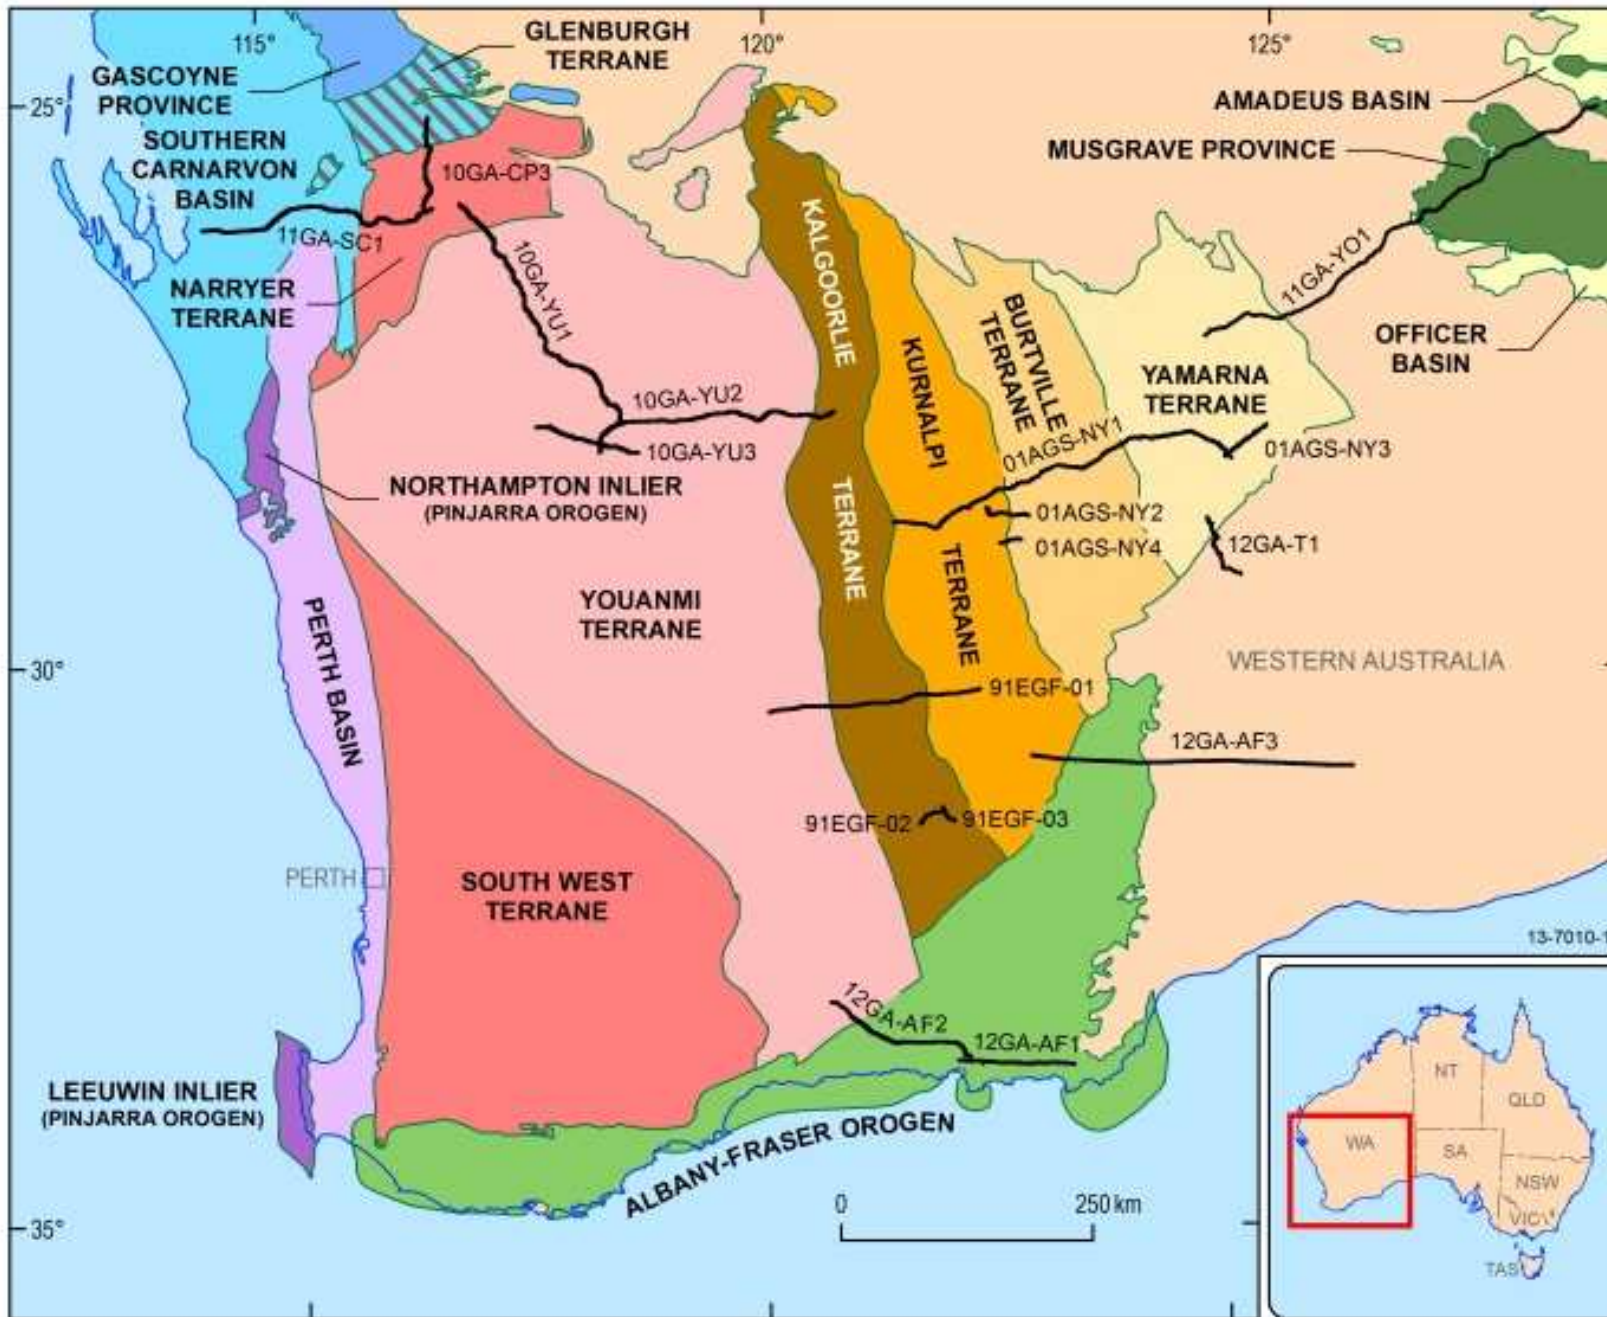 115°
120°
125°
GLENBURGH
TERRANE
GASCOYNE
PROVINCE
25°
AMADEUS BASIN
SOUTHERN
CARNARVON
BASIN
MUSGRAVE PROVINCE
10GA-CP3
11GA-SC1
NARRYER
TERRANE
10GA-YU1
KALGOORLIE
TERRANE
KURNALPI
TERRANE
BURTVILLE
TERRANE
11GA-YO1
OFFICER
BASIN
YAMARNA
TERRANE
10GA-YU2
10GA-YU3
01AGS-NY1
01AGS-NY3
NORTHAMPTON INLIER
(PINJARRA OROGEN)
01AGS-NY2
01AGS-NY4
12GA-T1
PERTH BASIN
YOUANMI
TERRANE
30°
WESTERN AUSTRALIA
91EGF-01
12GA-AF3
91EGF-02
91EGF-03
PERTH
SOUTH WEST
TERRANE
13-7010-1
12GA-AF2
12GA-AF1
LEEUWIN INLIER
(PINJARRA OROGEN)
ALBANY-FRASER OROGEN
0
250 km
35°
NT
QLD
WA
SA
NSW
VIC
TAS